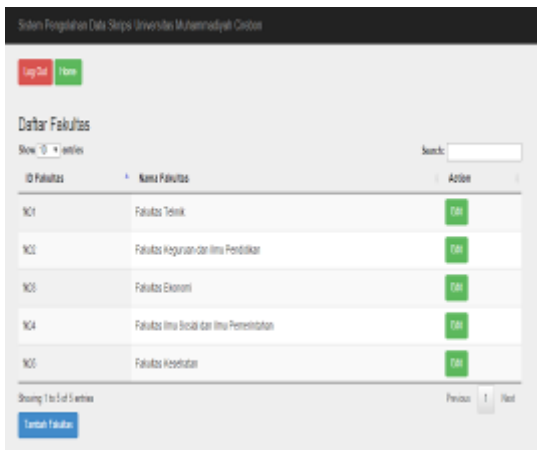 Sistem Pengolahan Data Skripsi Universitas Muhammadiyah Cirebon
Log Out Home
Daftar Fakultas
Show 10 entries Search:
ID Fakultas Nama Fakultas Action
Fakultas Teknik Edit
Fakultas Keguruan dan Ilmu Pendidikan Edit
Fakultas Ekonomi Edit
Fakultas Ilmu Sosial dan Ilmu Pemerintahan Edit
Fakultas Kesehatan Edit
Showing 1 to 5 of 5 entries Previous 1 Next
Tambah Fakultas